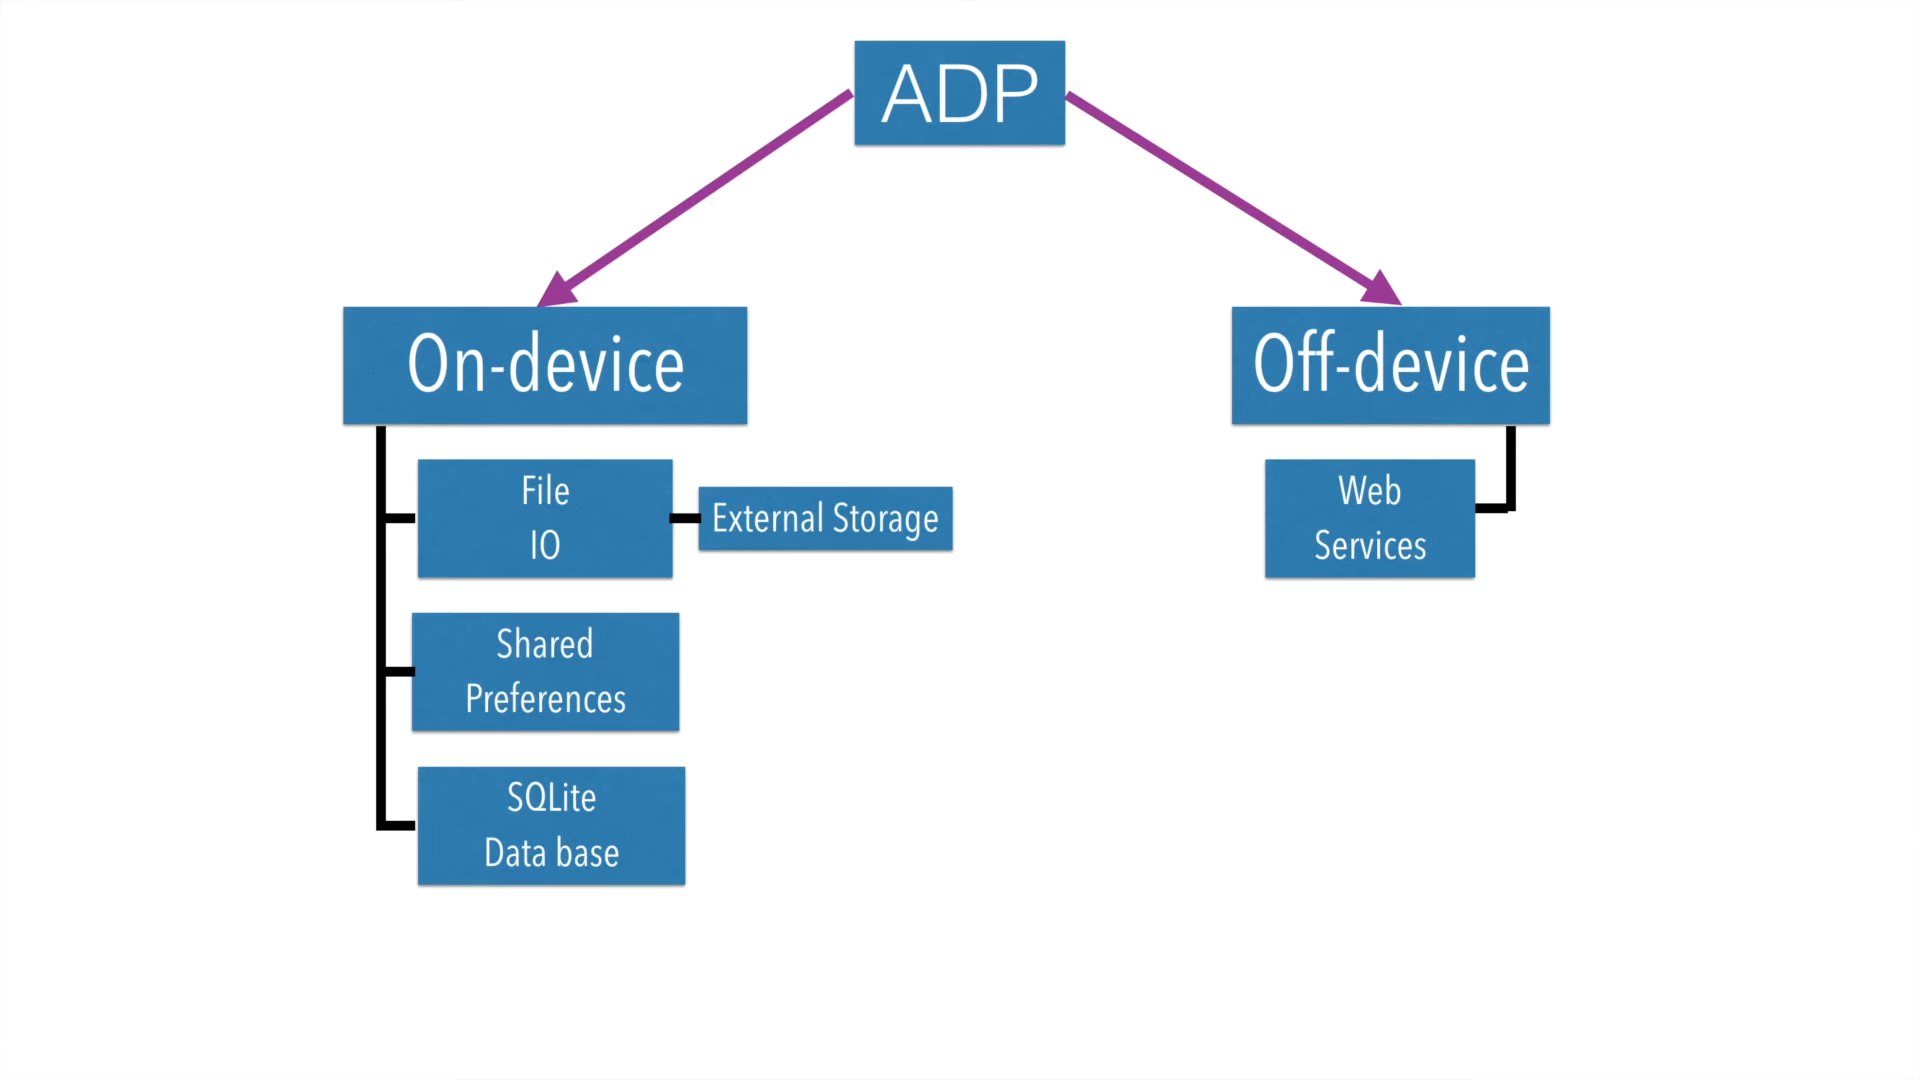 ADP
On-device
Off-device
File
IO
External Storage
Web
Services
Shared
Preferences
SQLite
Data base